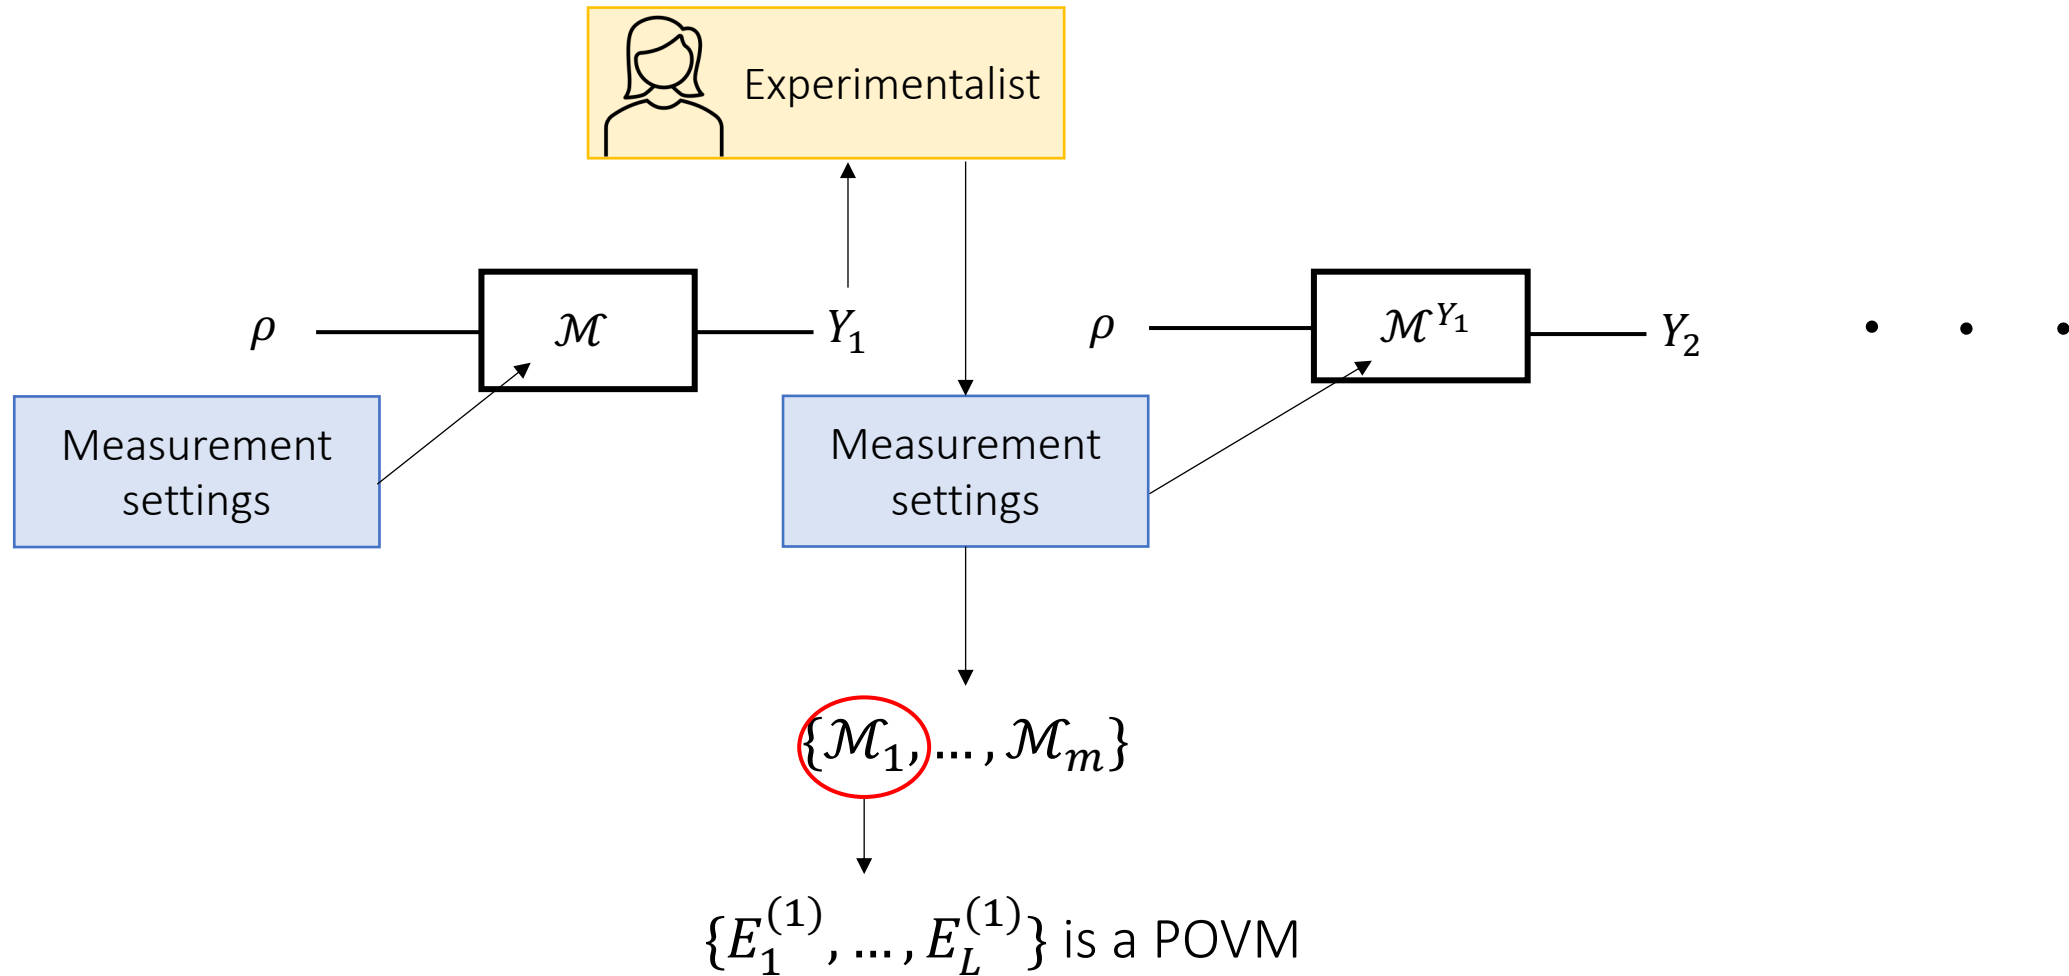 Experimentalist
ρ
ℳ
Y₁
ρ
ℳ^{Y₁}
Y₂
. . .
Measurement
settings
Measurement
settings
{ℳ₁, … , ℳₘ}
{E₁⁽¹⁾, … , E_L⁽¹⁾} is a POVM